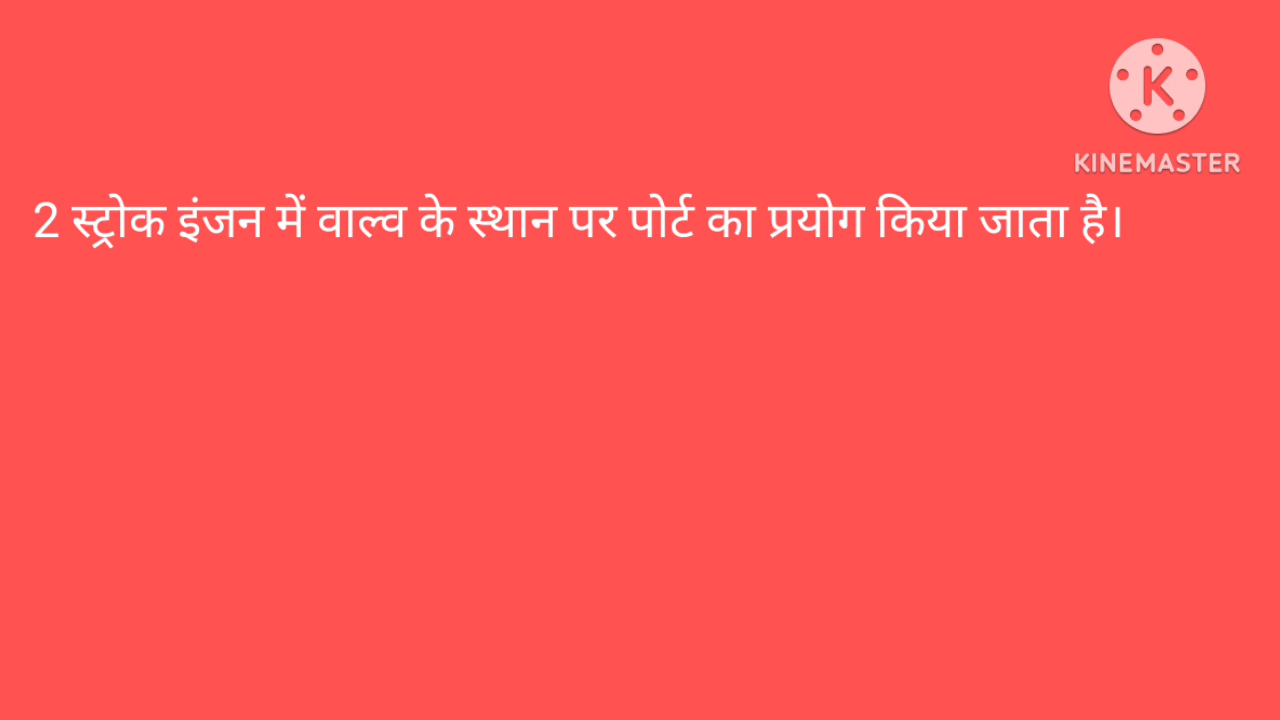 K
KINEMASTER
2 स्ट्रोक इंजन में वाल्व के स्थान पर पोर्ट का प्रयोग किया जाता है।